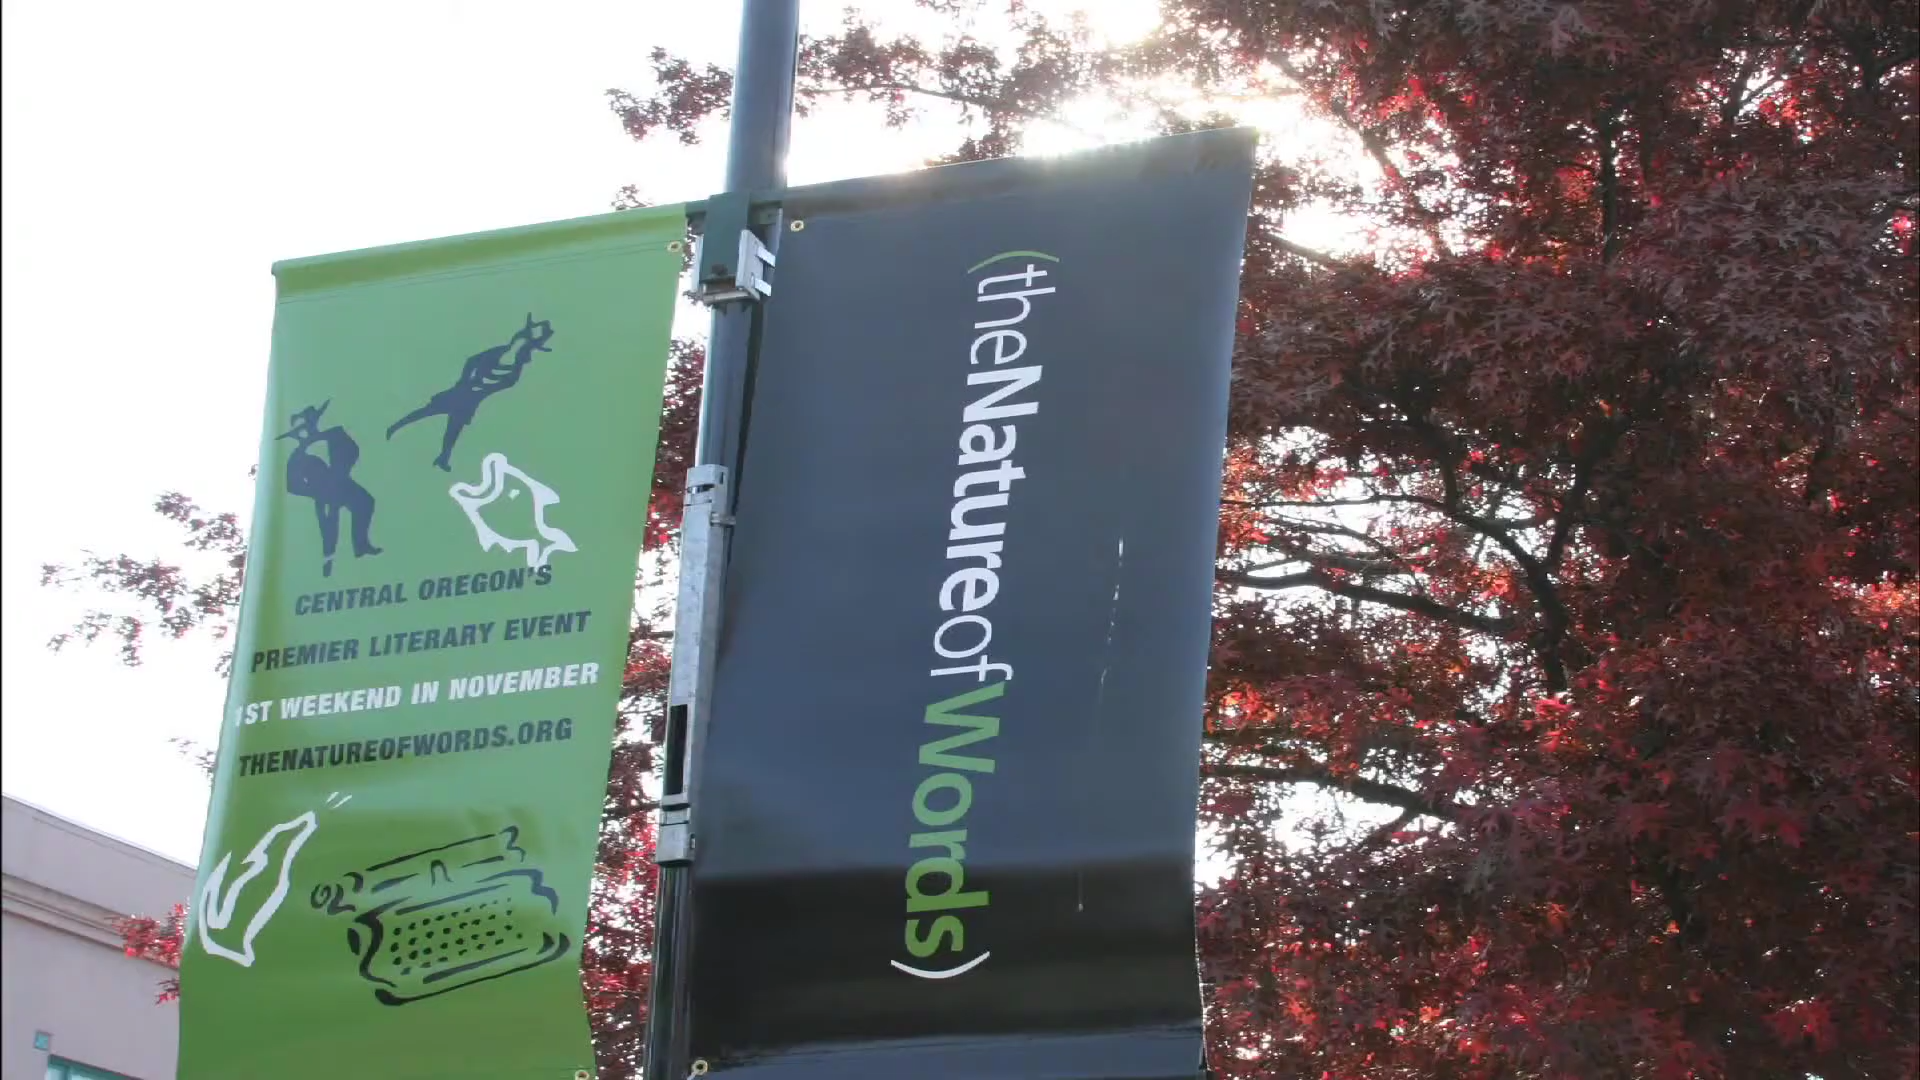 CENTRAL OREGON'S
PREMIER LITERARY EVENT
1ST WEEKEND IN NOVEMBER
THENATUREOFWORDS.ORG
(theNatureofWords)